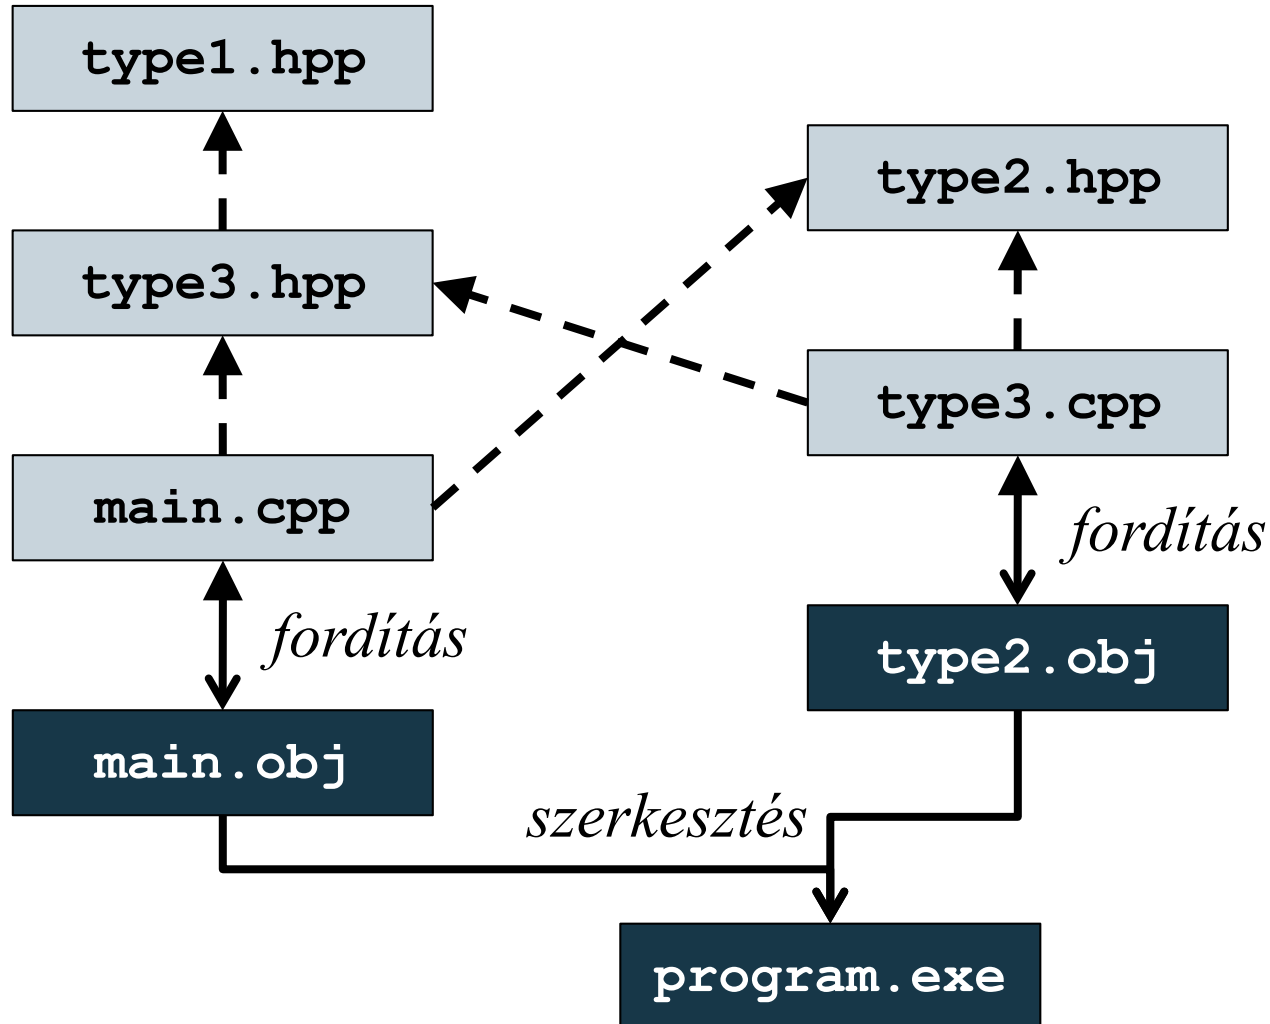 type1.hpp
type2.hpp
type3.hpp
type3.cpp
main.cpp
fordítás
fordítás
type2.obj
main.obj
szerkesztés
program.exe